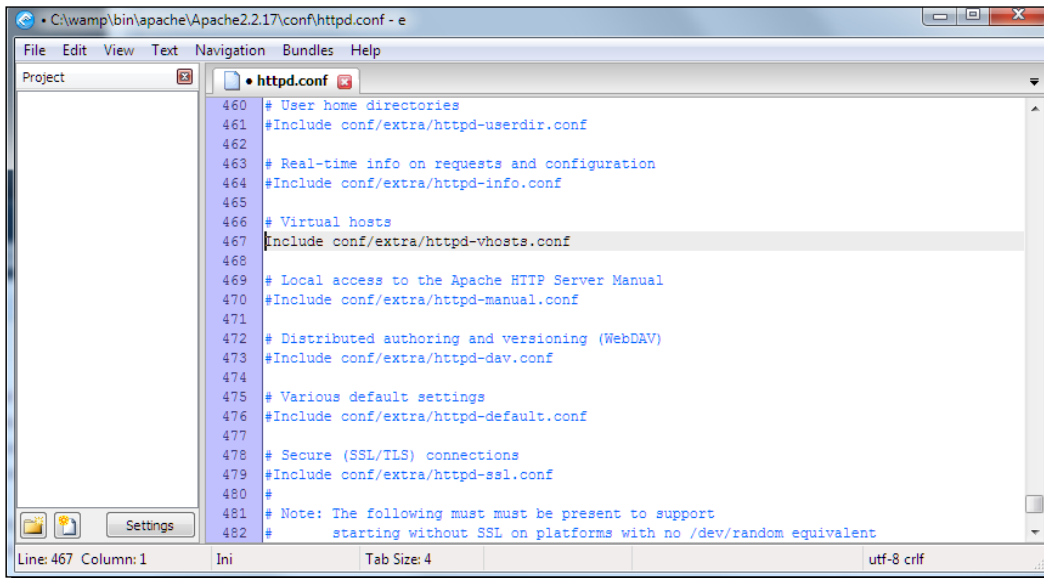 • C:\wamp\bin\apache\Apache2.2.17\conf\httpd.conf - e
File Edit View Text Navigation Bundles Help
Project
• httpd.conf
460 # User home directories
461 #Include conf/extra/httpd-userdir.conf
462
463 # Real-time info on requests and configuration
464 #Include conf/extra/httpd-info.conf
465
466 # Virtual hosts
467 Include conf/extra/httpd-vhosts.conf
468
469 # Local access to the Apache HTTP Server Manual
470 #Include conf/extra/httpd-manual.conf
471
472 # Distributed authoring and versioning (WebDAV)
473 #Include conf/extra/httpd-dav.conf
474
475 # Various default settings
476 #Include conf/extra/httpd-default.conf
477
478 # Secure (SSL/TLS) connections
479 #Include conf/extra/httpd-ssl.conf
480 #
481 # Note: The following must must be present to support
482 #       starting without SSL on platforms with no /dev/random equivalent
Settings
Line: 467 Column: 1 Ini Tab Size: 4 utf-8 crlf